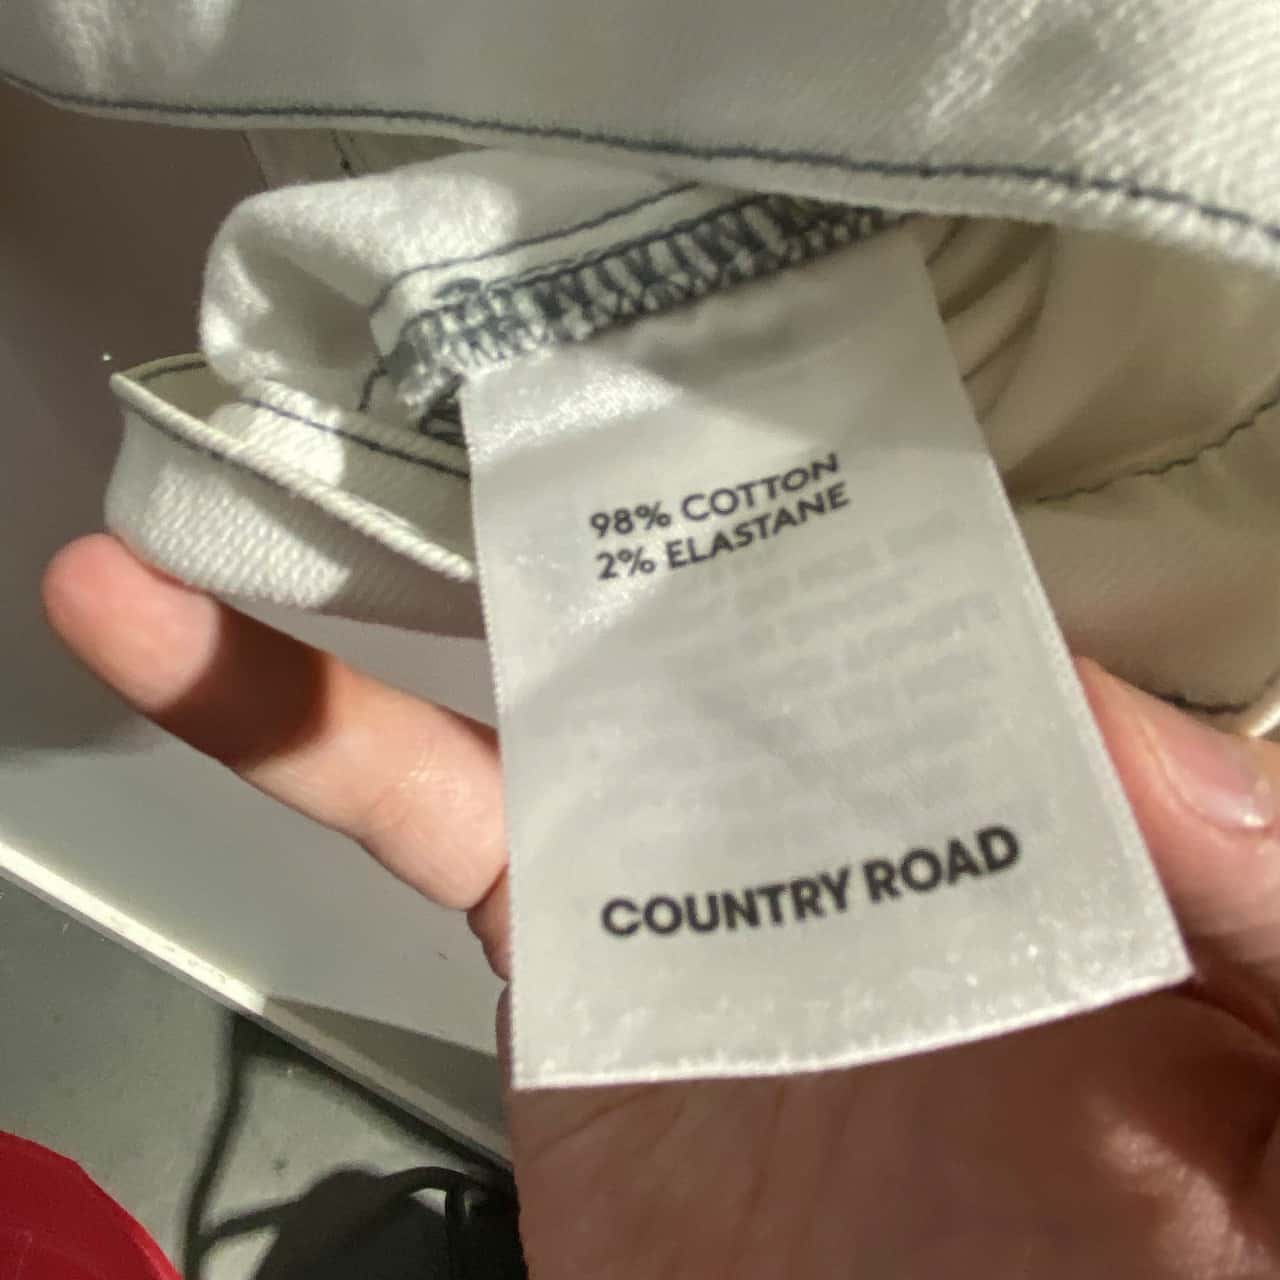 98% COTTON
2% ELASTANE
COUNTRY ROAD